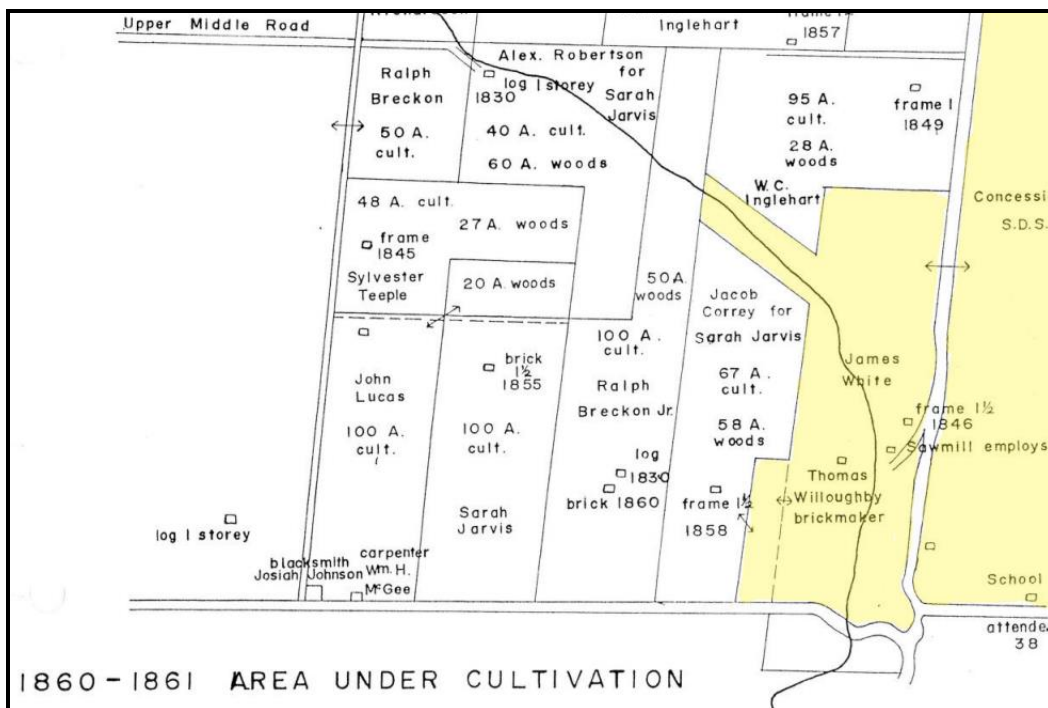 Upper Middle Road
Inglehart
1857
Alex. Robertson
for
Sarah
Jarvis
log 1 storey
1830
40 A. cult.
60 A. woods
Ralph
Breckon
50 A.
cult.
95 A.
cult.
28 A.
woods
frame 1
1849
W. C.
Inglehart
S.D.S.
48 A. cult.
27 A. woods
frame
1845
Sylvester
Teeple
20 A. woods
50 A.
woods
Jacob
Correy for
Sarah Jarvis
67 A.
cult.
58 A.
woods
100 A.
cult.
Ralph
Breckon Jr.
log
1830
brick 1860
frame 1½
1858
brick
1½
1855
100 A.
cult.
Sarah
Jarvis
John
Lucas
100 A.
cult.
James
White
frame 1½
1846
Sawmill employs
Thomas
Willoughby
brickmaker
log 1 storey
blacksmith
Josiah Johnson
carpenter
Wm. H.
McGee
School
38
1860-1861 AREA UNDER CULTIVATION